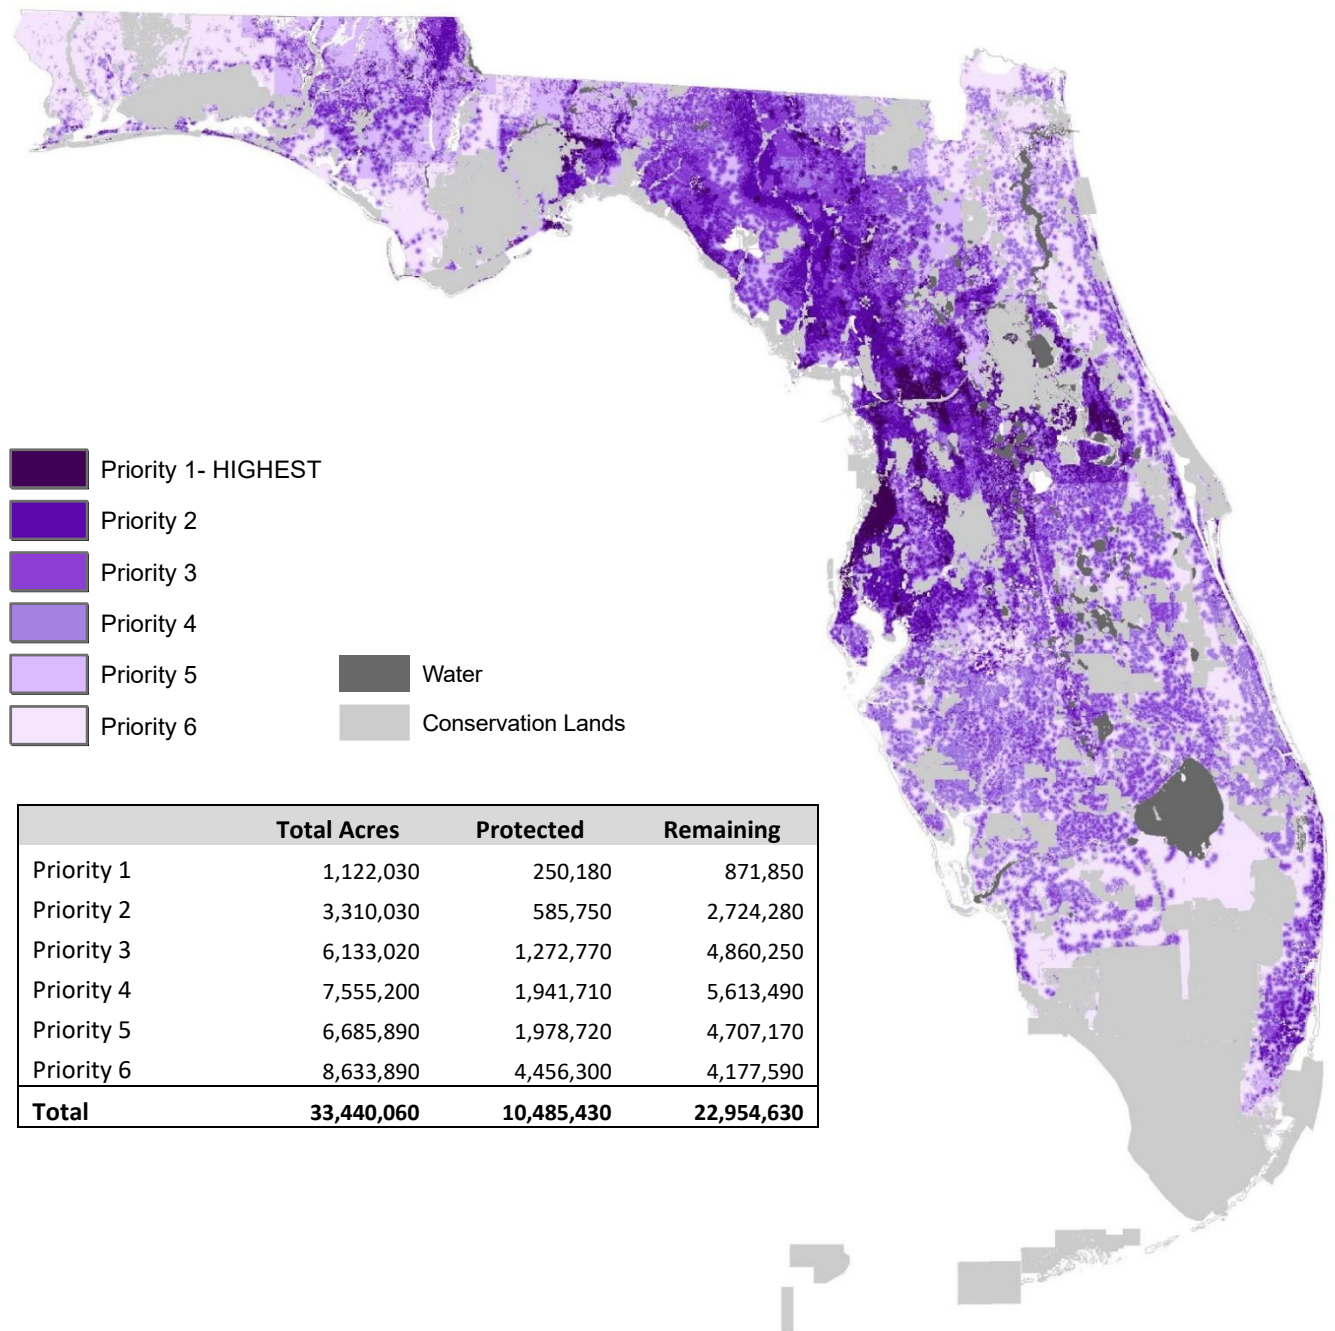 Priority 1- HIGHEST
Priority 2
Priority 3
Priority 4
Priority 5
Priority 6
Water
Conservation Lands
Total Acres Protected Remaining
Priority 1 1,122,030 250,180 871,850
Priority 2 3,310,030 585,750 2,724,280
Priority 3 6,133,020 1,272,770 4,860,250
Priority 4 7,555,200 1,941,710 5,613,490
Priority 5 6,685,890 1,978,720 4,707,170
Priority 6 8,633,890 4,456,300 4,177,590
Total 33,440,060 10,485,430 22,954,630